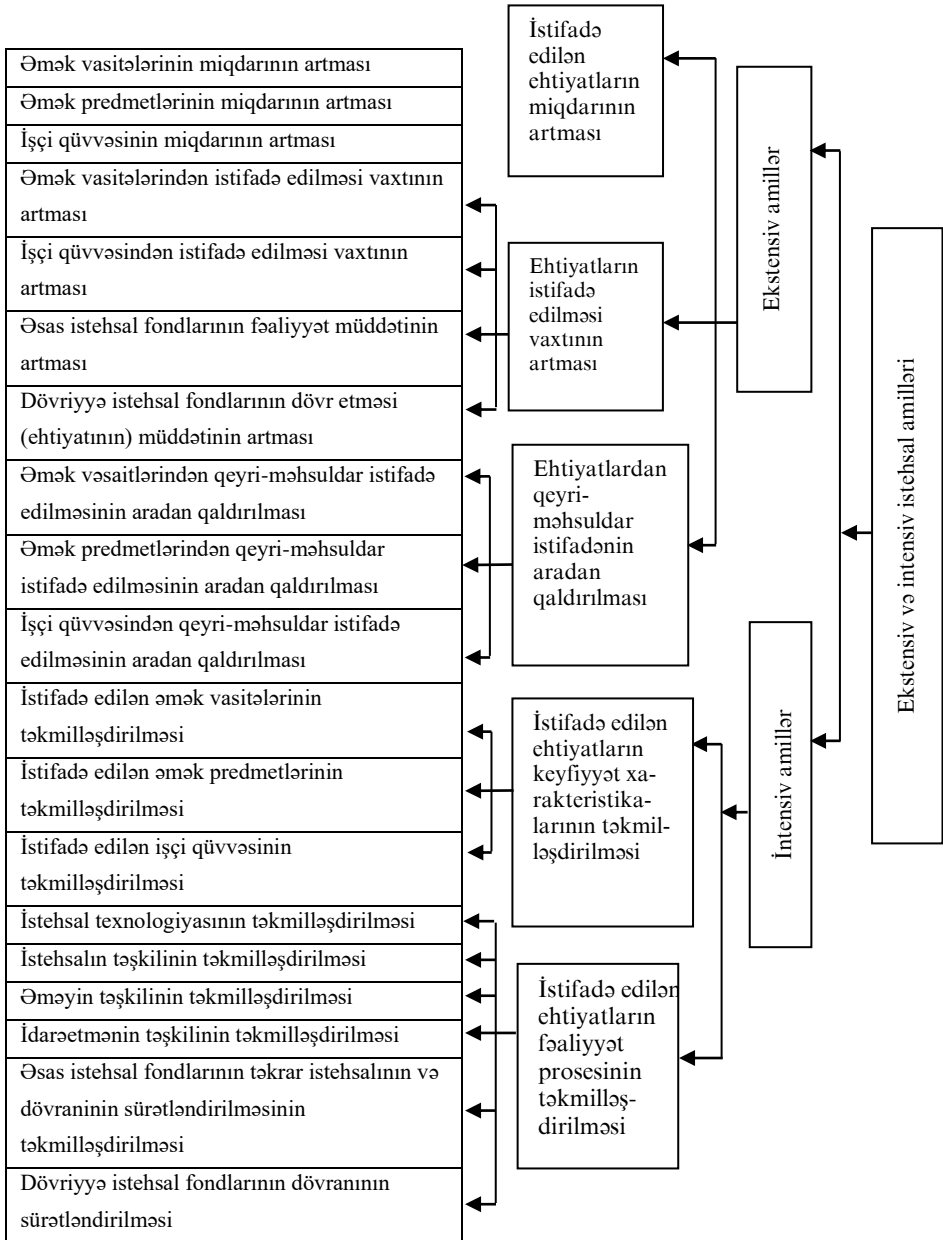 Əmək vasitələrinin miqdarının artması
Əmək predmetlərinin miqdarının artması
İşçi qüvvəsinin miqdarının artması
Əmək vasitələrindən istifadə edilməsi vaxtının
artması
İşçi qüvvəsindən istifadə edilməsi vaxtının
artması
Əsas istehsal fondlarının fəaliyyət müddətinin
artması
Dövriyyə istehsal fondlarının dövr etməsi
(ehtiyatının) müddətinin artması
Əmək vəsaitlərindən qeyri-məhsuldar istifadə
edilməsinin aradan qaldırılması
Əmək predmetlərindən qeyri-məhsuldar
istifadə edilməsinin aradan qaldırılması
İşçi qüvvəsindən qeyri-məhsuldar istifadə
edilməsinin aradan qaldırılması
İstifadə edilən əmək vasitələrinin
təkmilləşdirilməsi
İstifadə edilən əmək predmetlərinin
təkmilləşdirilməsi
İstifadə edilən işçi qüvvəsinin
təkmilləşdirilməsi
İstehsal texnologiyasının təkmilləşdirilməsi
İstehsalın təşkilinin təkmilləşdirilməsi
Əməyin təşkilinin təkmilləşdirilməsi
İdarəetmənin təşkilinin təkmilləşdirilməsi
Əsas istehsal fondlarının təkrar istehsalının və
dövraninin sürətləndirilməsinin
təkmilləşdirilməsi
Dövriyyə istehsal fondlarının dövranının
sürətləndirilməsi
İstifadə
edilən
ehtiyatların
miqdarının
artması
Ehtiyatların
istifadə
edilməsi
vaxtının
artması
Ehtiyatlardan
qeyri-
məhsuldar
istifadənin
aradan
qaldırılması
İstifadə edilən
ehtiyatların
keyfiyyət xa-
rakteristika-
larının təkmil-
ləşdirilməsi
İstifadə edilən
ehtiyatların
fəaliyyət
prosesinin
təkmilləş-
dirilməsi
Ekstensiv amillər
İntensiv amillər
Ekstensiv və intensiv istehsal amilləri